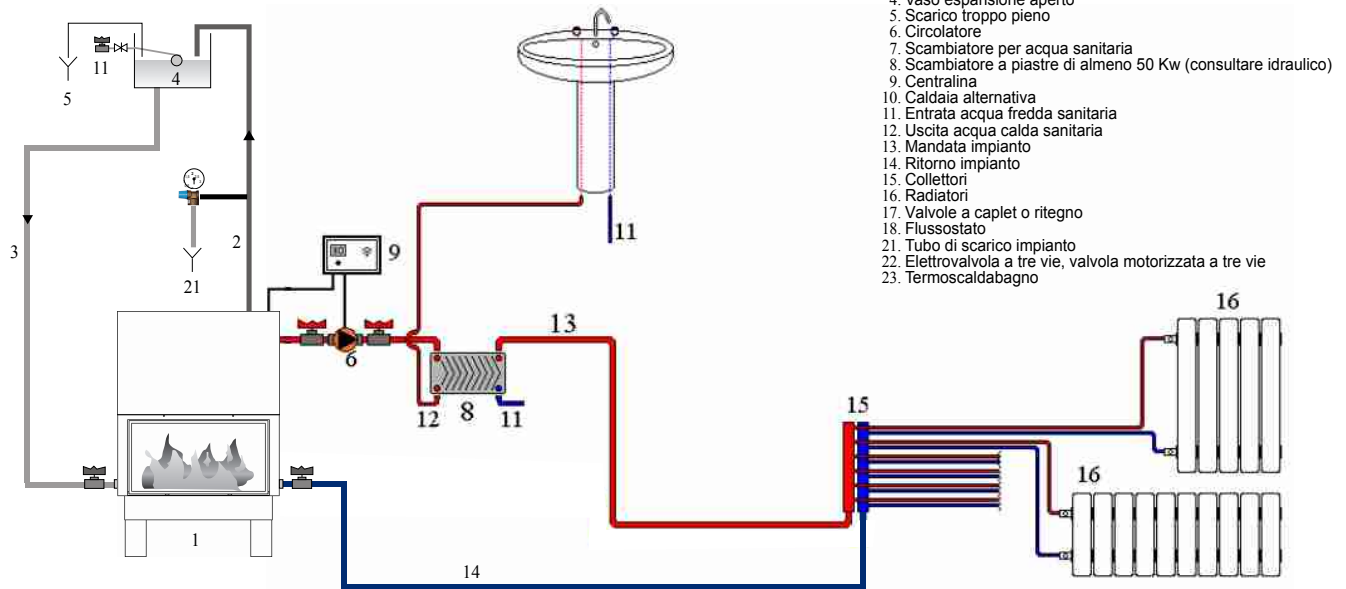 4. Vaso espansione aperto
5. Scarico troppo pieno
6. Circolatore
7. Scambiatore per acqua sanitaria
8. Scambiatore a piastre di almeno 50 Kw (consultare idraulico)
9. Centralina
10. Caldaia alternativa
11. Entrata acqua fredda sanitaria
12. Uscita acqua calda sanitaria
13. Mandata impianto
14. Ritorno impianto
15. Collettori
16. Radiatori
17. Valvole a caplet o ritegno
18. Flussostato
21. Tubo di scarico impianto
22. Elettrovalvola a tre vie, valvola motorizzata a tre vie
23. Termoscaldabagno
5
11
4
3
2
21
9
11
6
13
12
8
11
15
16
16
1
14